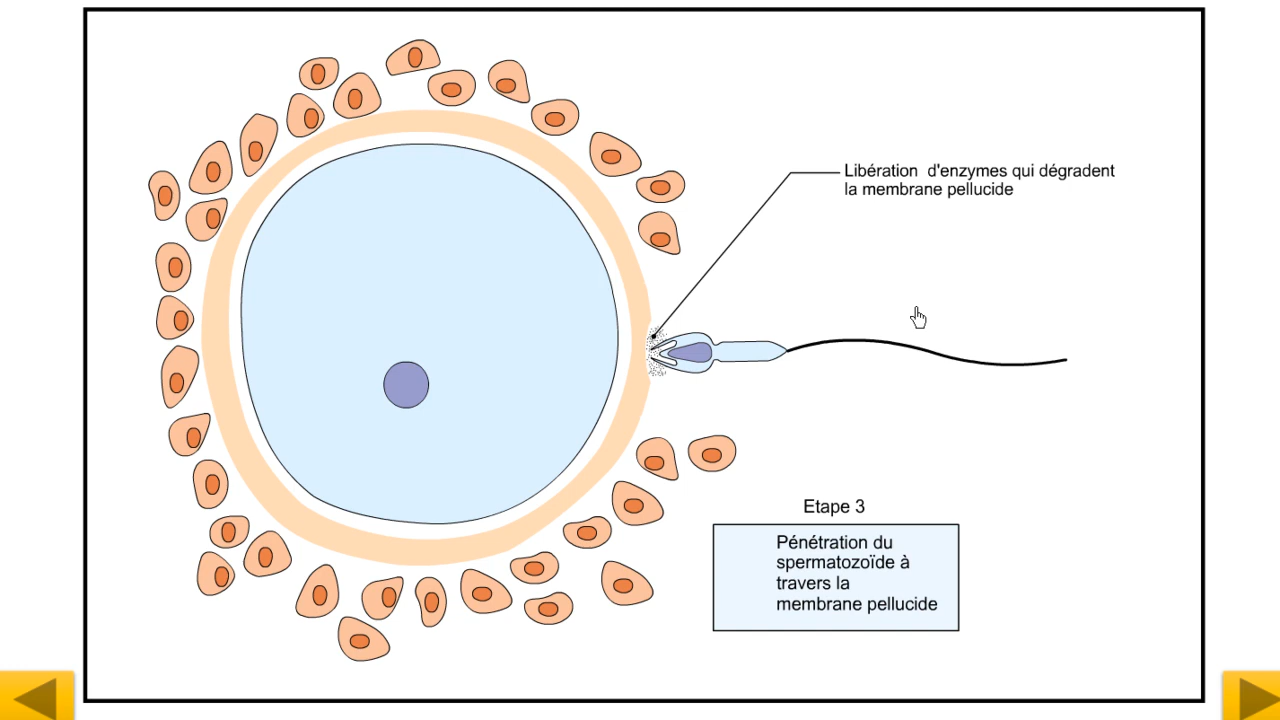 Libération d'enzymes qui dégradent
la membrane pellucide
Etape 3
Pénétration du
spermatozoïde à
travers la
membrane pellucide